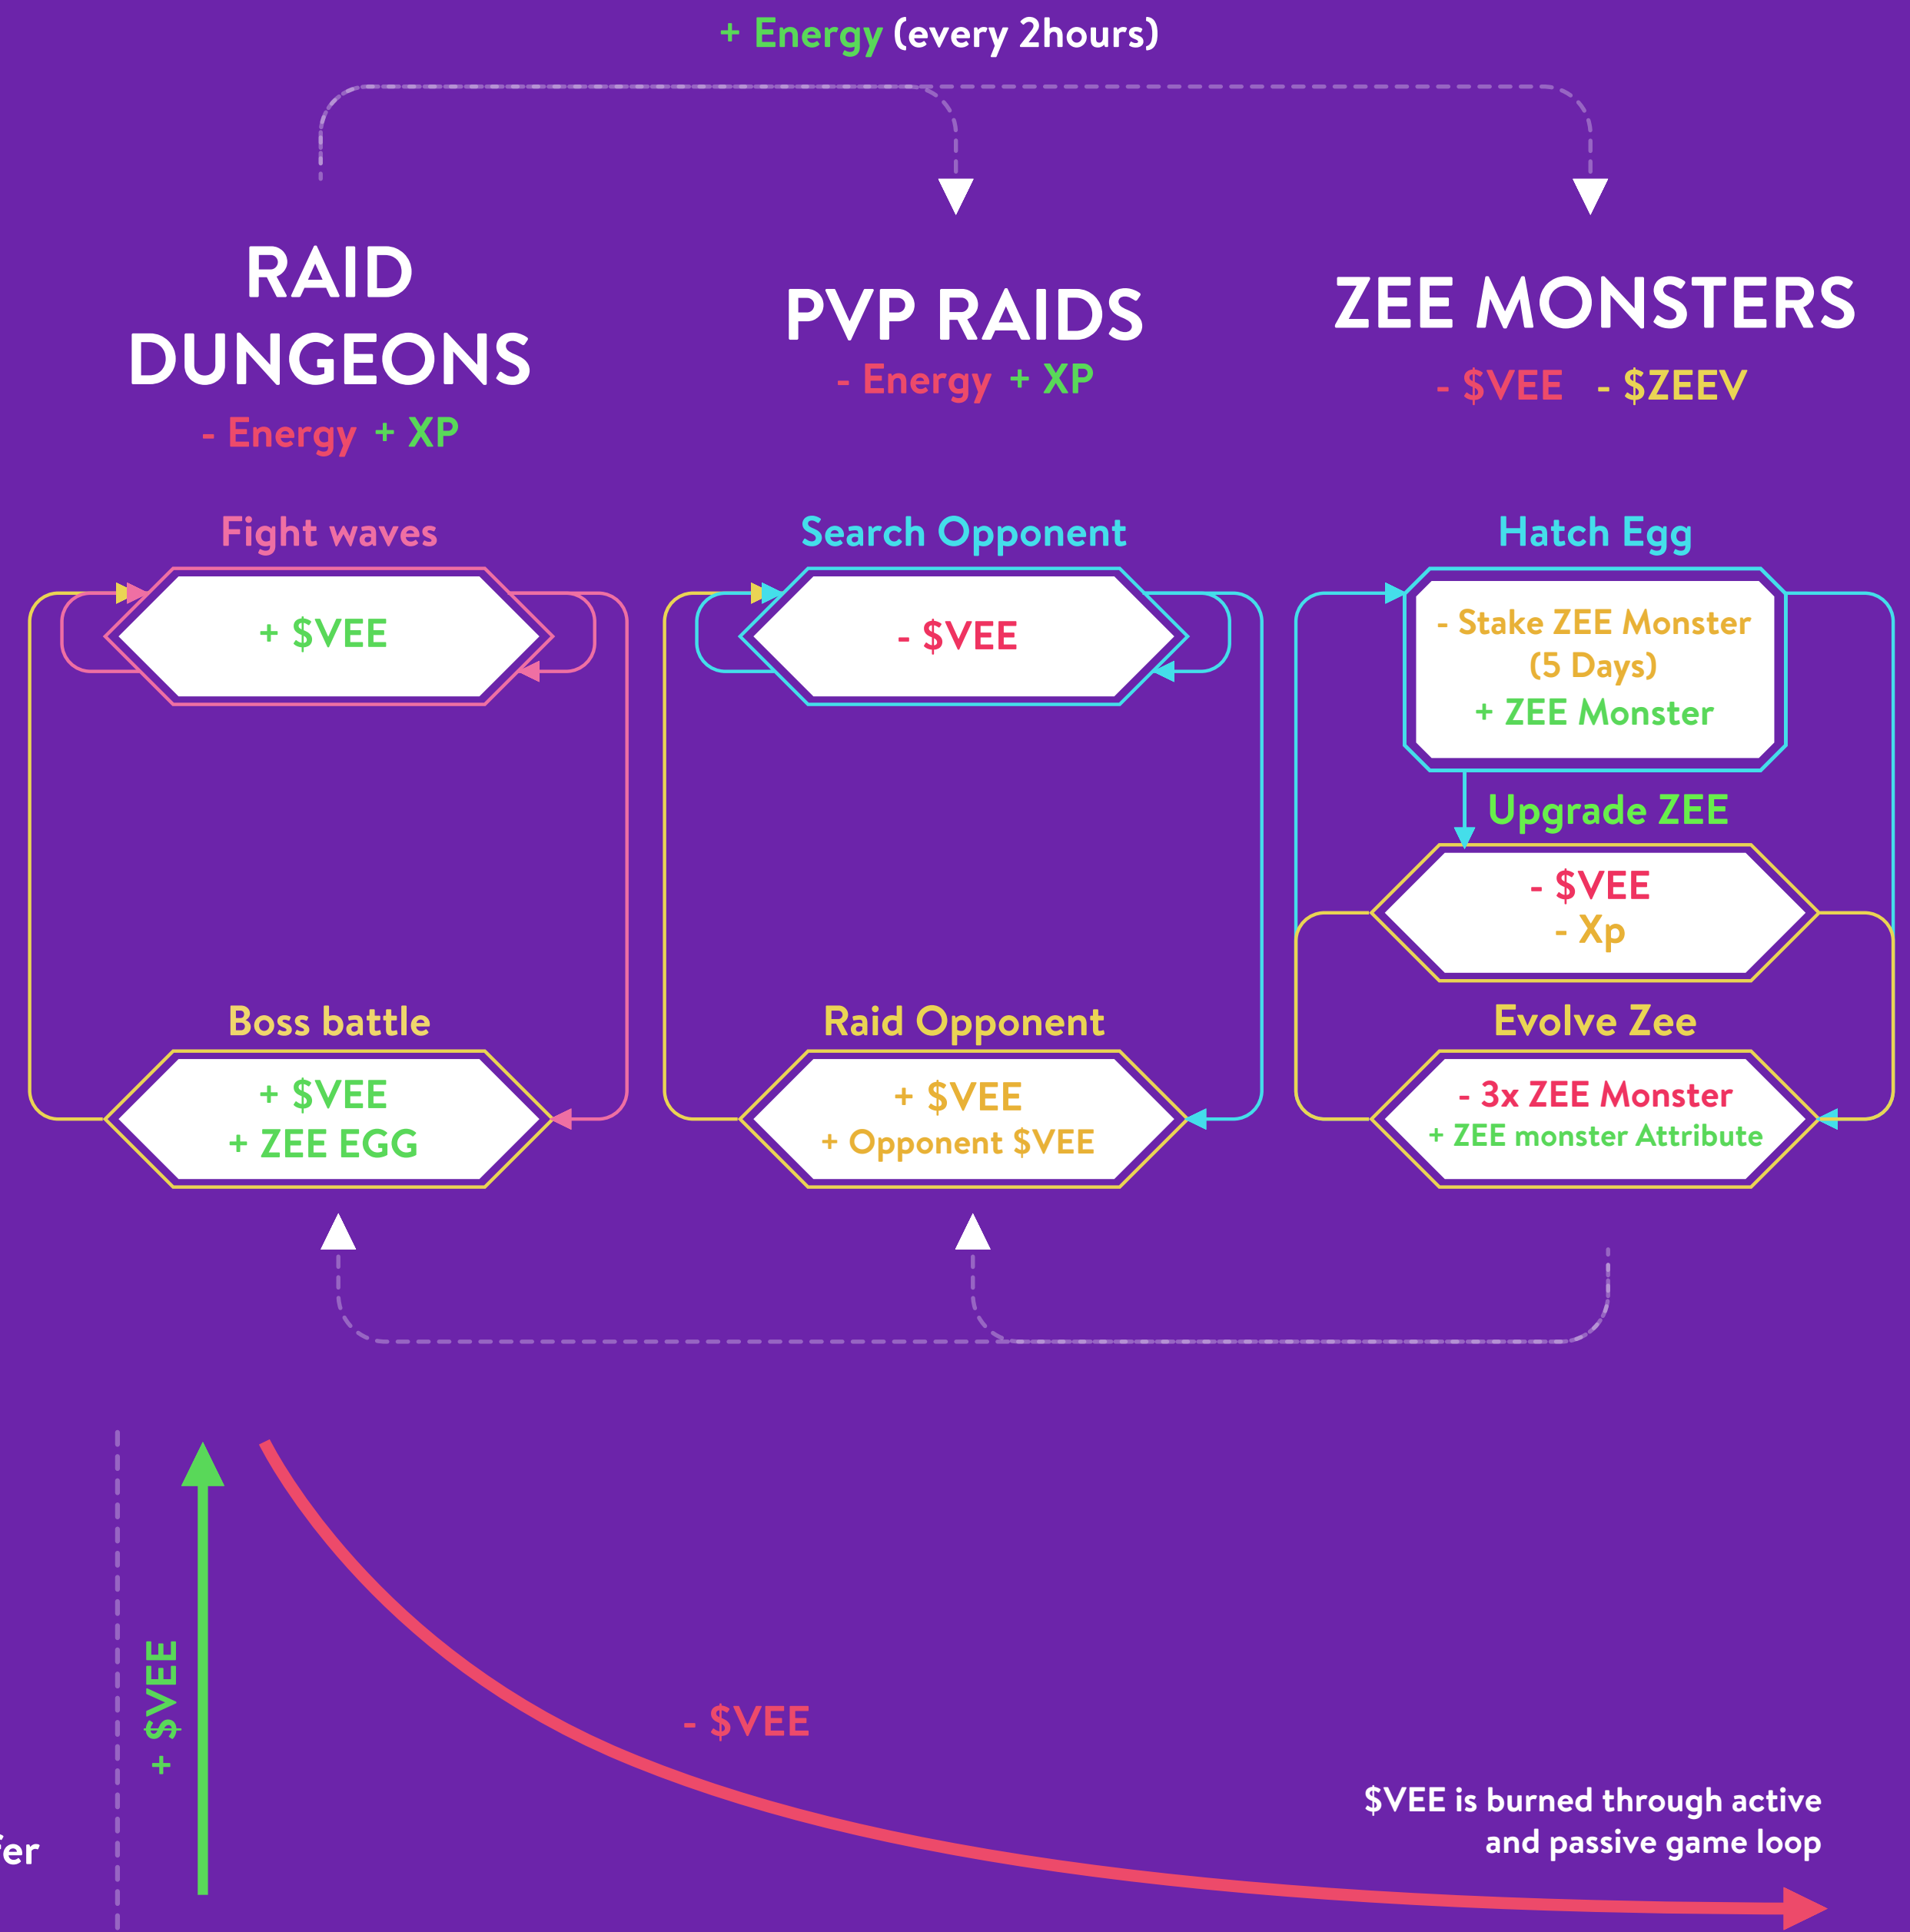 + Energy (every 2hours)
RAID
DUNGEONS
- Energy + XP
Fight waves
+ $VEE
Boss battle
+ $VEE
+ ZEE EGG
PVP RAIDS
- Energy + XP
Search Opponent
- $VEE
Raid Opponent
+ $VEE
+ Opponent $VEE
ZEE MONSTERS
- $VEE - $ZEEV
Hatch Egg
- Stake ZEE Monster
(5 Days)
+ ZEE Monster
Upgrade ZEE
- $VEE
- Xp
Evolve Zee
- 3x ZEE Monster
+ ZEE monster Attribute
+ $VEE
- $VEE
$VEE is burned through active
and passive game loop